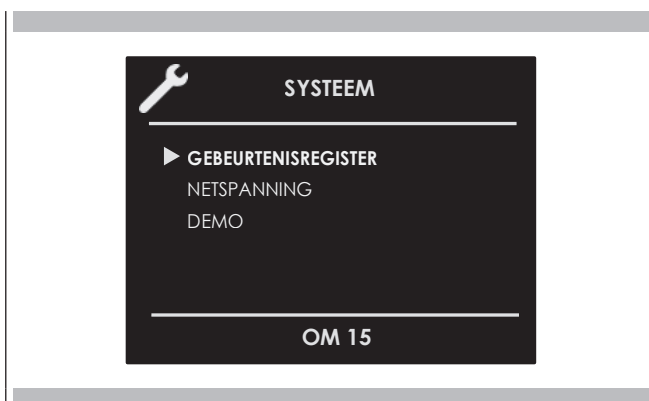 SYSTEEM
GEBEURTENISREGISTER
NETSPANNING
DEMO
OM 15